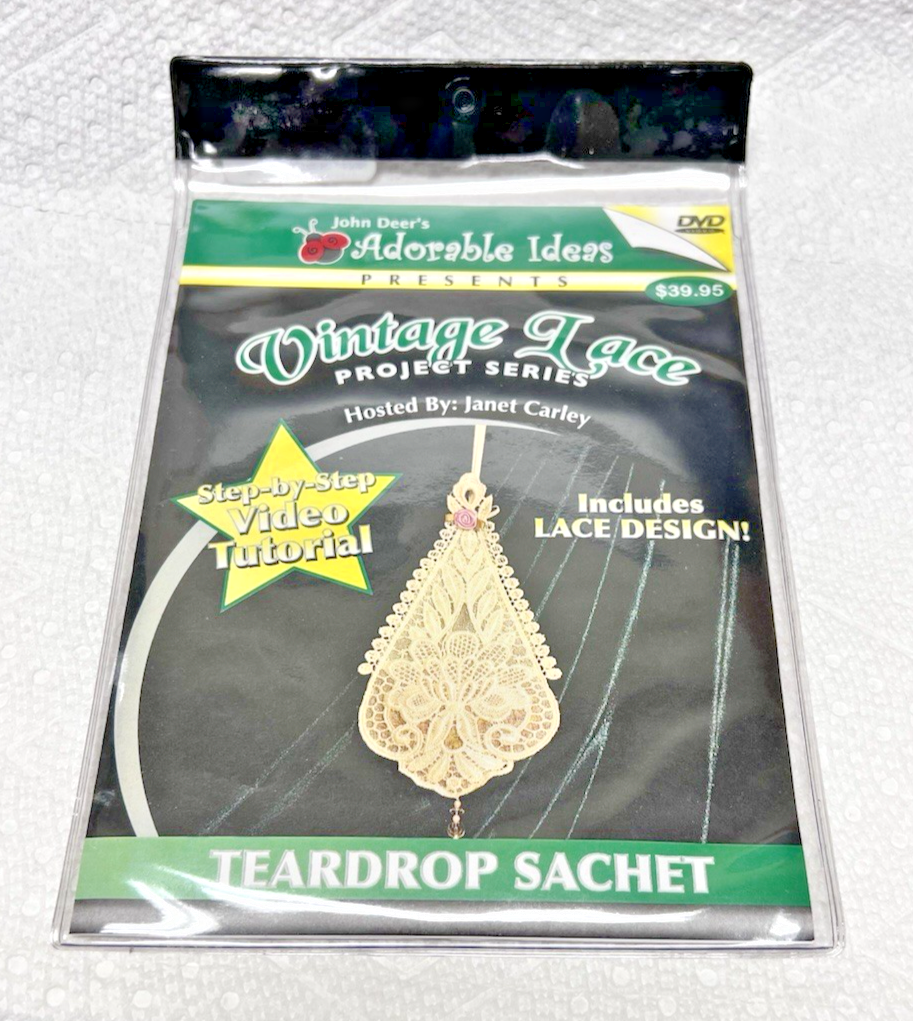 John Deer's
Adorable Ideas
PRESENTS
DVD
VIDEO
$39.95
Vintage Lace
PROJECT SERIES
Hosted By: Janet Carley
Step-by-Step
Video
Tutorial
Includes
LACE DESIGN!
TEARDROP SACHET